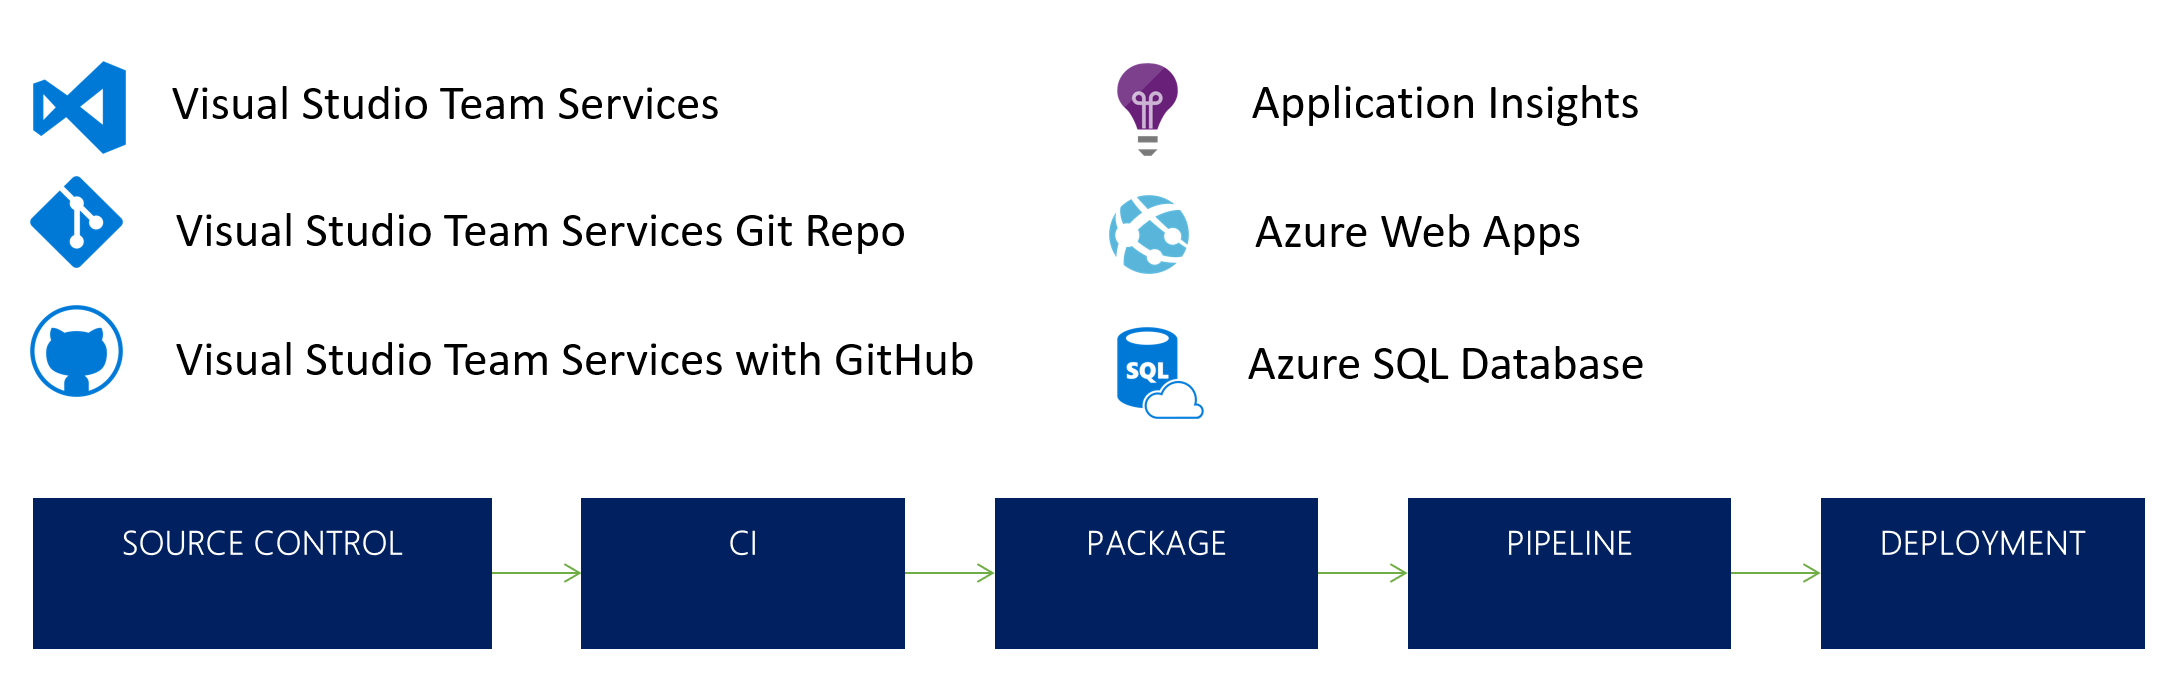 Visual Studio Team Services
Visual Studio Team Services Git Repo
Visual Studio Team Services with GitHub
Application Insights
Azure Web Apps
SQL
Azure SQL Database
SOURCE CONTROL
CI
PACKAGE
PIPELINE
DEPLOYMENT